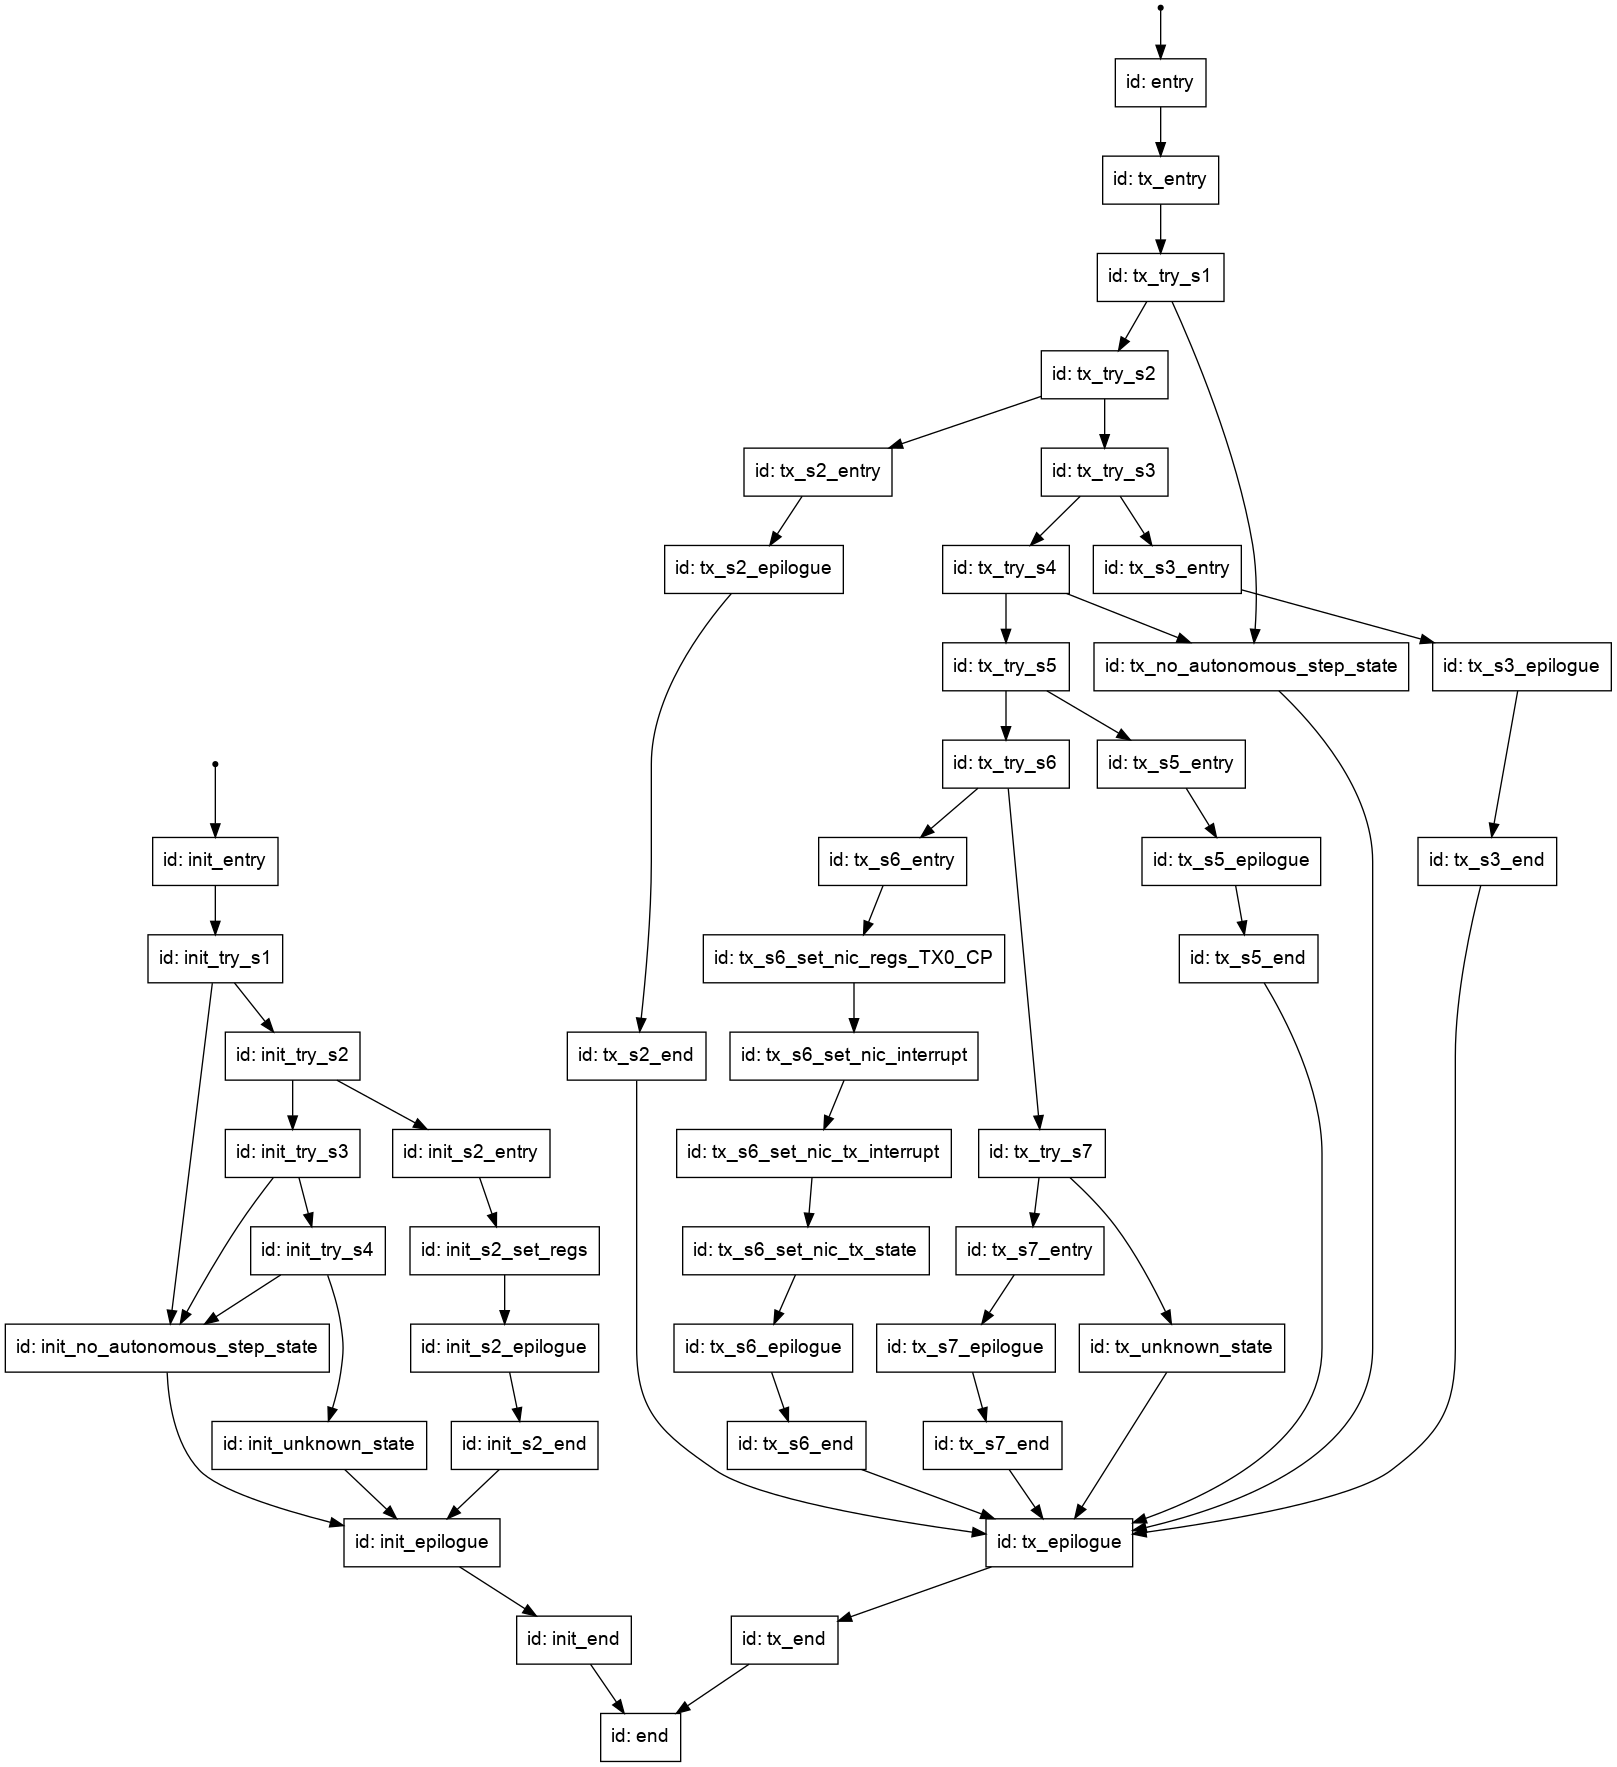 id: entry
id: tx_entry
id: tx_try_s1
id: tx_try_s2
id: tx_s2_entry
id: tx_try_s3
id: tx_s2_epilogue
id: tx_try_s4
id: tx_s3_entry
id: tx_try_s5
id: tx_no_autonomous_step_state
id: tx_s3_epilogue
id: tx_try_s6
id: tx_s5_entry
id: init_entry
id: tx_s6_entry
id: tx_s5_epilogue
id: tx_s3_end
id: init_try_s1
id: tx_s6_set_nic_regs_TX0_CP
id: tx_s5_end
id: init_try_s2
id: tx_s2_end
id: tx_s6_set_nic_interrupt
id: init_try_s3
id: init_s2_entry
id: tx_s6_set_nic_tx_interrupt
id: tx_try_s7
id: init_try_s4
id: init_s2_set_regs
id: tx_s6_set_nic_tx_state
id: tx_s7_entry
id: init_no_autonomous_step_state
id: init_s2_epilogue
id: tx_s6_epilogue
id: tx_s7_epilogue
id: tx_unknown_state
id: init_unknown_state
id: init_s2_end
id: tx_s6_end
id: tx_s7_end
id: init_epilogue
id: tx_epilogue
id: init_end
id: tx_end
id: end